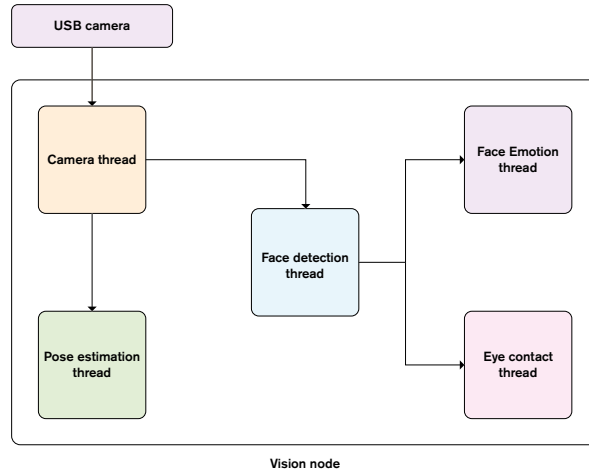 USB camera
Camera thread
Face Emotion
thread
Face detection
thread
Pose estimation
thread
Eye contact
thread
Vision node